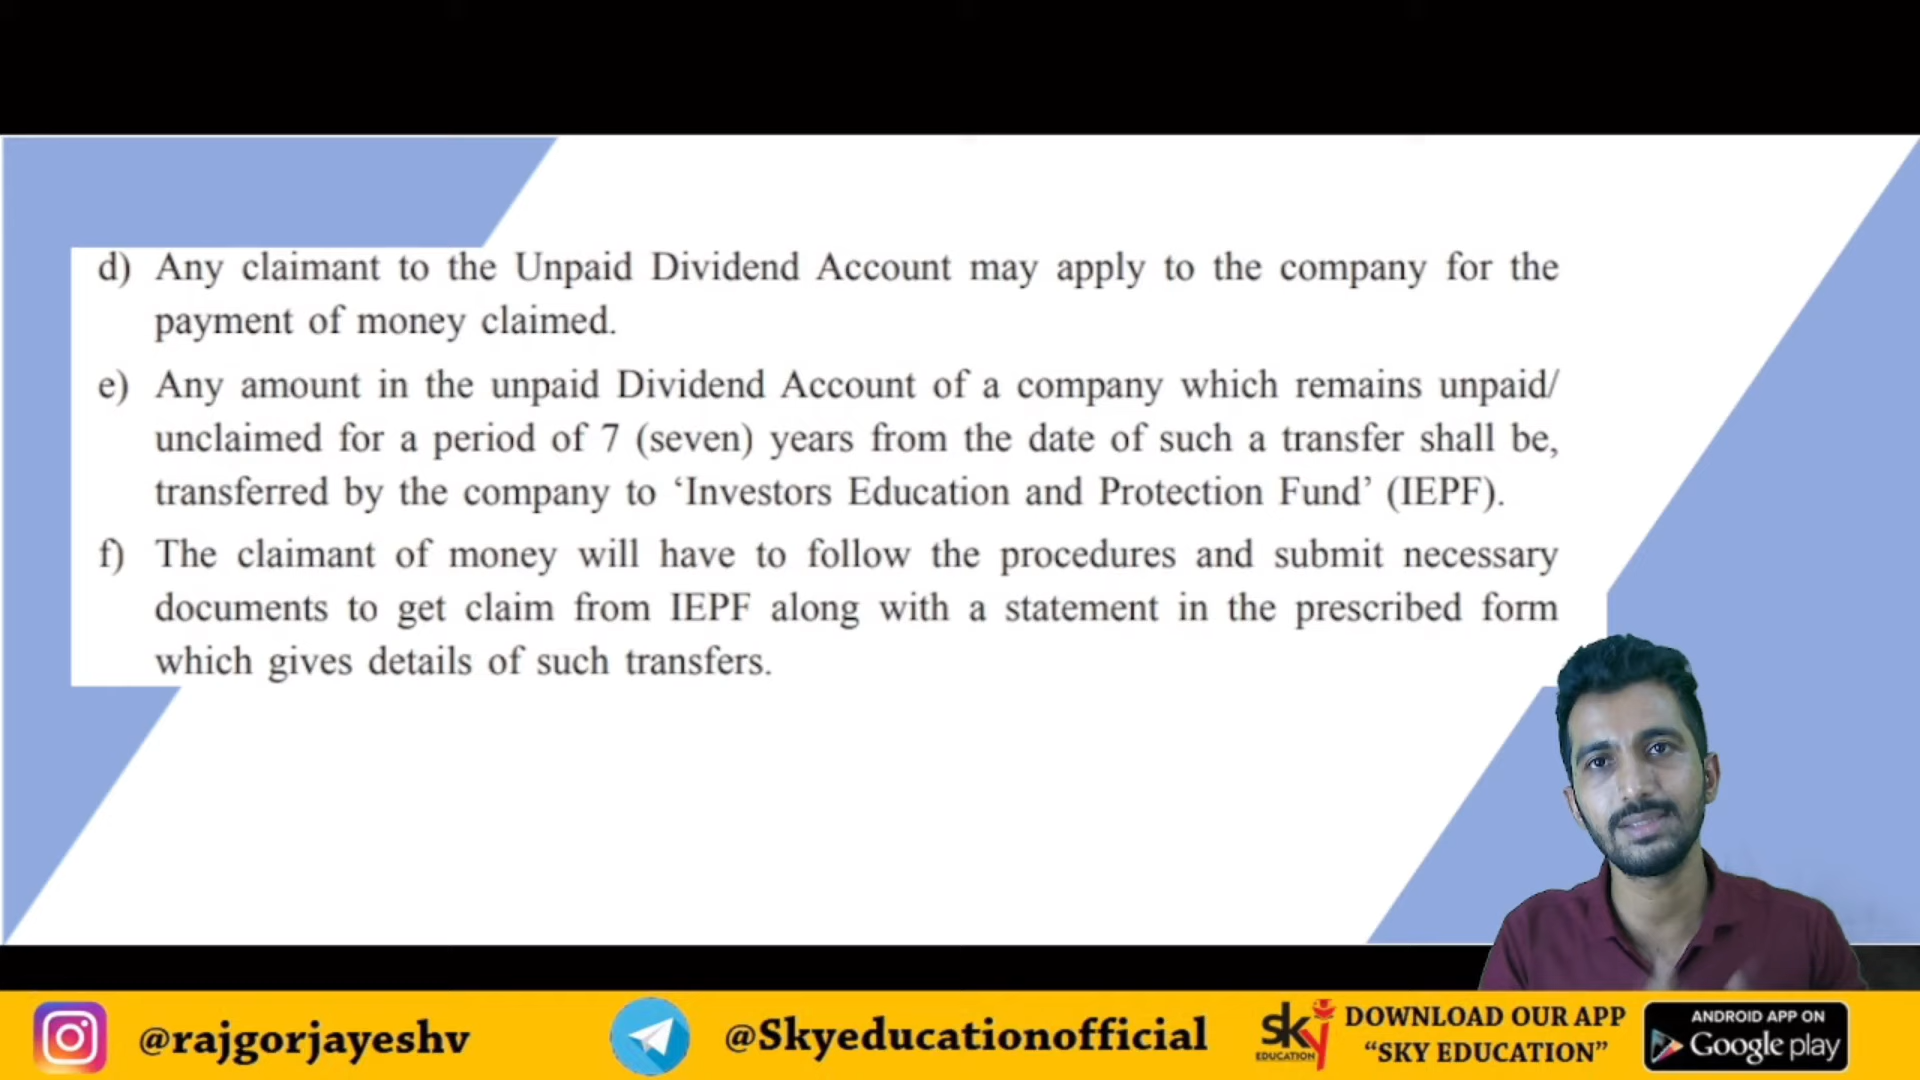 d) Any claimant to the Unpaid Dividend Account may apply to the company for the
payment of money claimed.
e) Any amount in the unpaid Dividend Account of a company which remains unpaid/
unclaimed for a period of 7 (seven) years from the date of such a transfer shall be,
transferred by the company to ‘Investors Education and Protection Fund’ (IEPF).
f) The claimant of money will have to follow the procedures and submit necessary
documents to get claim from IEPF along with a statement in the prescribed form
which gives details of such transfers.
@rajgorjayeshv
@Skyeducationofficial
sky
EDUCATION
DOWNLOAD OUR APP
“SKY EDUCATION”
ANDROID APP ON
Google play